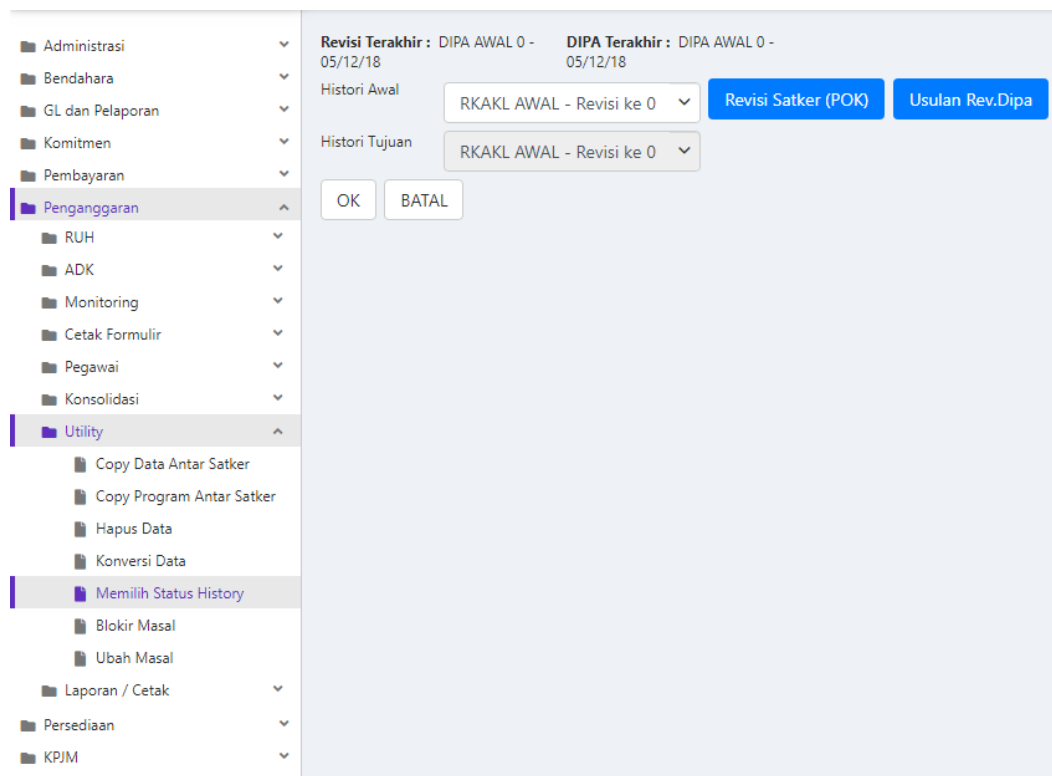 Administrasi
Bendahara
GL dan Pelaporan
Komitmen
Pembayaran
Penganggaran
RUH
ADK
Monitoring
Cetak Formulir
Pegawai
Konsolidasi
Utility
Copy Data Antar Satker
Copy Program Antar Satker
Hapus Data
Konversi Data
Memilih Status History
Blokir Masal
Ubah Masal
Laporan / Cetak
Persediaan
KPJM
Revisi Terakhir : DIPA AWAL 0 -
05/12/18
DIPA Terakhir : DIPA AWAL 0 -
05/12/18
Histori Awal
RKAKL AWAL - Revisi ke 0
Revisi Satker (POK)
Usulan Rev.Dipa
Histori Tujuan
RKAKL AWAL - Revisi ke 0
OK
BATAL